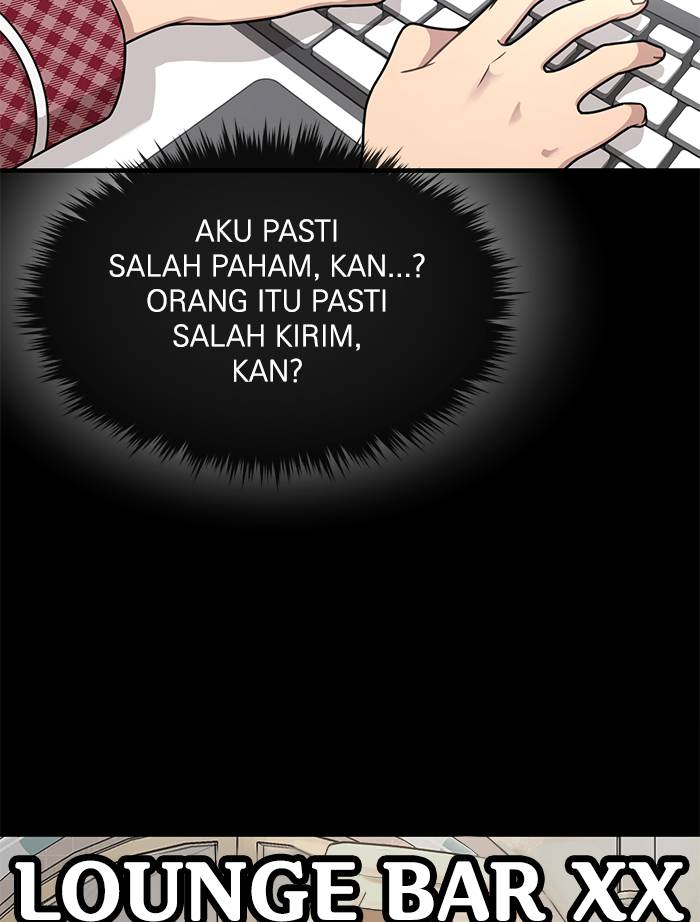 AKU PASTI
SALAH PAHAM, KAN...?
ORANG ITU PASTI
SALAH KIRIM,
KAN?
LOUNGE BAR XX